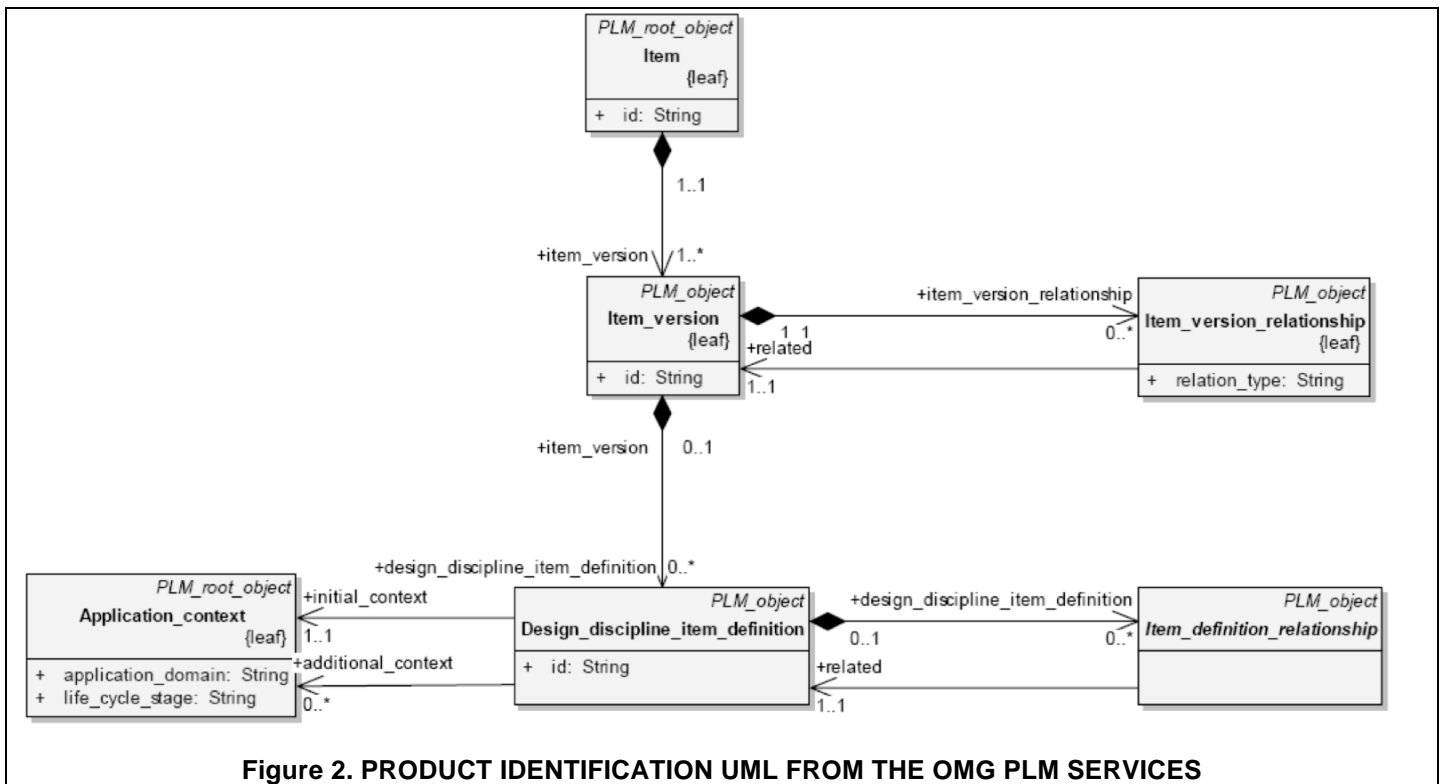 PLM_root_object
Item
{leaf}
+ id: String
1..1
+item_version 1..*
PLM_object
Item_version
{leaf}
+ id: String
+item_version_relationship
1 1
0..*
+related
1..1
PLM_object
Item_version_relationship
{leaf}
+ relation_type: String
+item_version 0..1
+design_discipline_item_definition 0..*
PLM_root_object
Application_context
{leaf}
+ application_domain: String
+ life_cycle_stage: String
+initial_context
1..1
+additional_context
0..*
PLM_object
Design_discipline_item_definition
+ id: String
+design_discipline_item_definition
0..1
0..*
+related
1..1
PLM_object
Item_definition_relationship
Figure 2. PRODUCT IDENTIFICATION UML FROM THE OMG PLM SERVICES